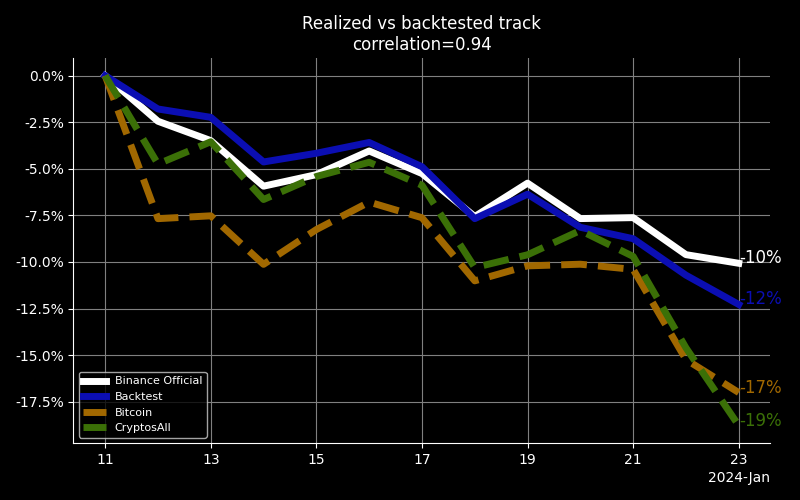 Realized vs backtested track
correlation=0.94
0.0%
-2.5%
-5.0%
-7.5%
-10.0%
-12.5%
-15.0%
-17.5%
-10%
-12%
-17%
-19%
Binance Official
Backtest
Bitcoin
CryptosAll
11 13 15 17 19 21 23
2024-Jan